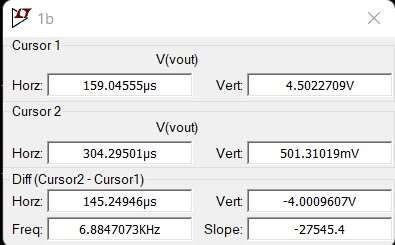 1b
Cursor 1
V(vout)
Horz: 159.04555µs Vert: 4.5022709V
Cursor 2
V(vout)
Horz: 304.29501µs Vert: 501.31019mV
Diff (Cursor2 - Cursor1)
Horz: 145.24946µs Vert: -4.0009607V
Freq: 6.8847073KHz Slope: -27545.4